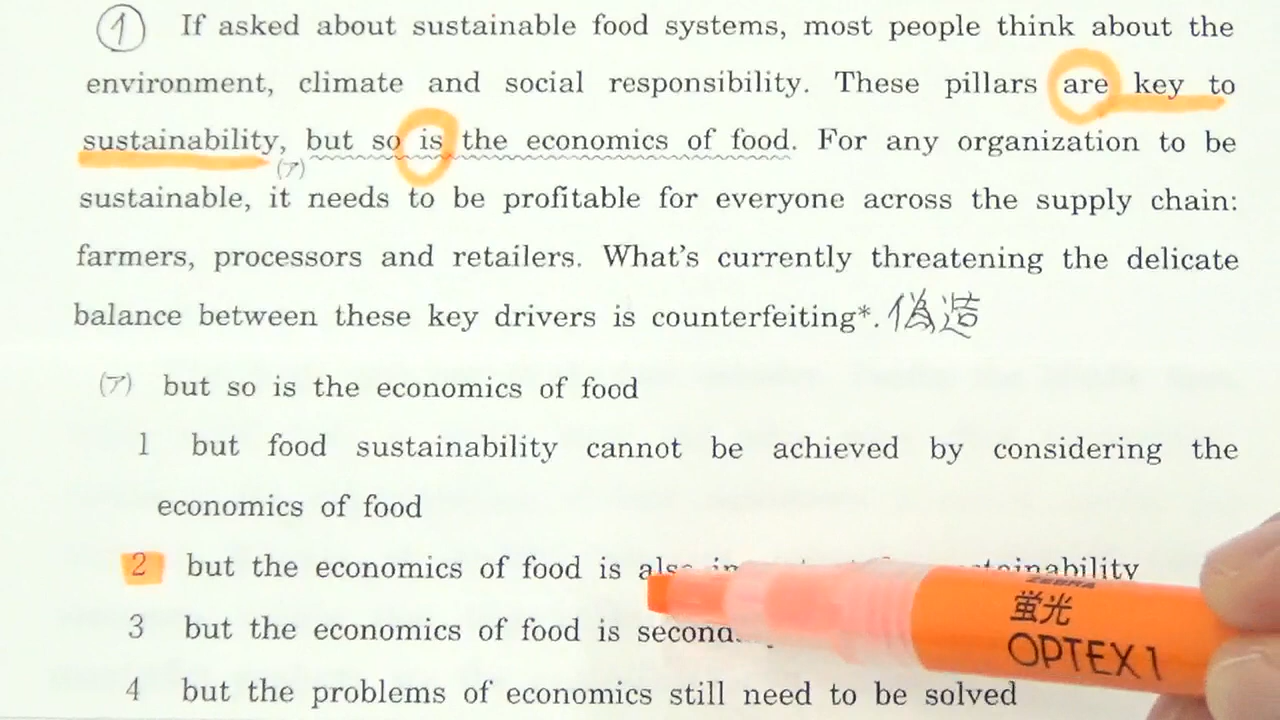 ① If asked about sustainable food systems, most people think about the
environment, climate and social responsibility. These pillars are key to
sustainability, but so is the economics of food. For any organization to be
(ア)
sustainable, it needs to be profitable for everyone across the supply chain:
farmers, processors and retailers. What's currently threatening the delicate
balance between these key drivers is counterfeiting*. 偽造
(ア) but so is the economics of food
1 but food sustainability cannot be achieved by considering the
economics of food
2 but the economics of food is also
3 but the economics of food is
4 but the problems of economics still need to be solved
ZEBRA
蛍光
OPTEX 1